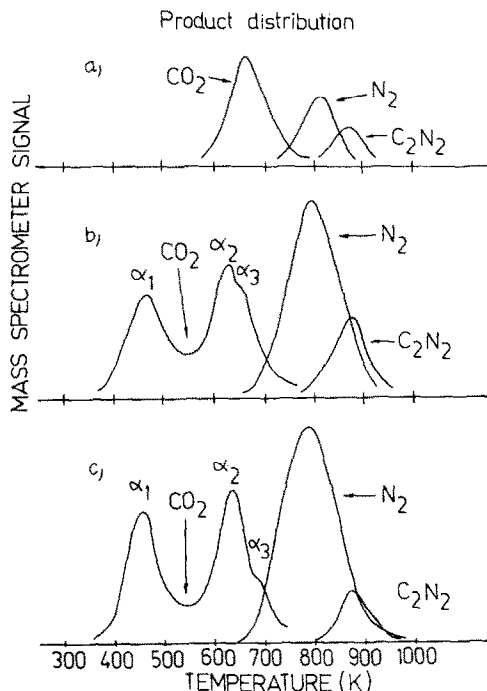 Product distribution
a)
CO2
N2
C2N2
b)
α1
CO2
α2
α3
N2
C2N2
c)
α1
CO2
α2
α3
N2
C2N2
MASS SPECTROMETER SIGNAL
300 400 500 600 700 800 900 1000
TEMPERATURE (K)